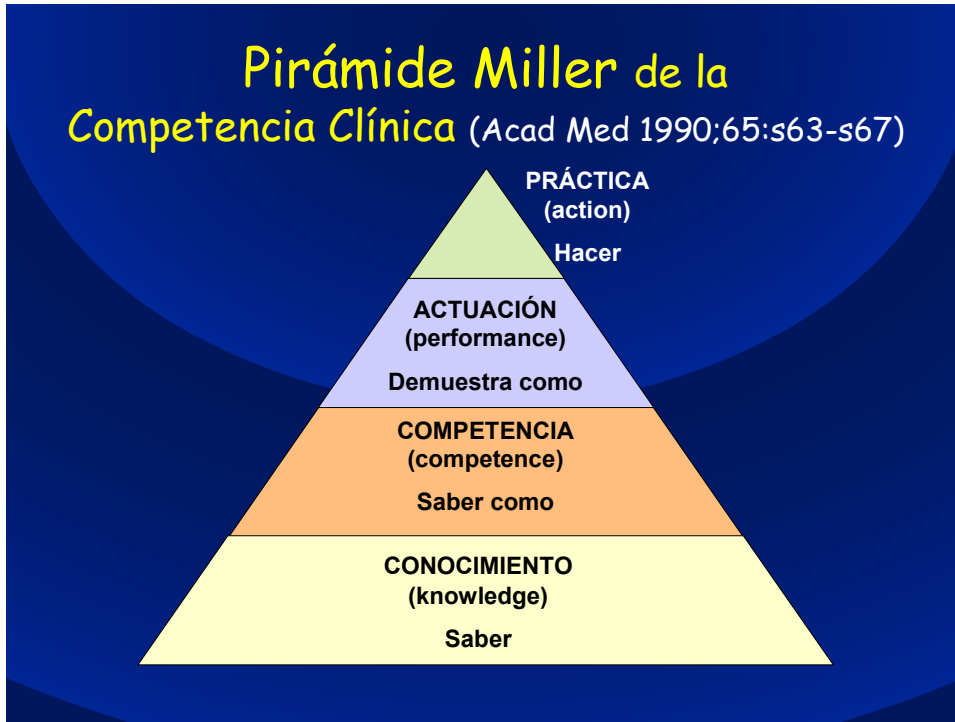 Pirámide Miller de la
Competencia Clínica (Acad Med 1990;65:s63-s67)
PRÁCTICA
(action)
Hacer
ACTUACIÓN
(performance)
Demuestra como
COMPETENCIA
(competence)
Saber como
CONOCIMIENTO
(knowledge)
Saber